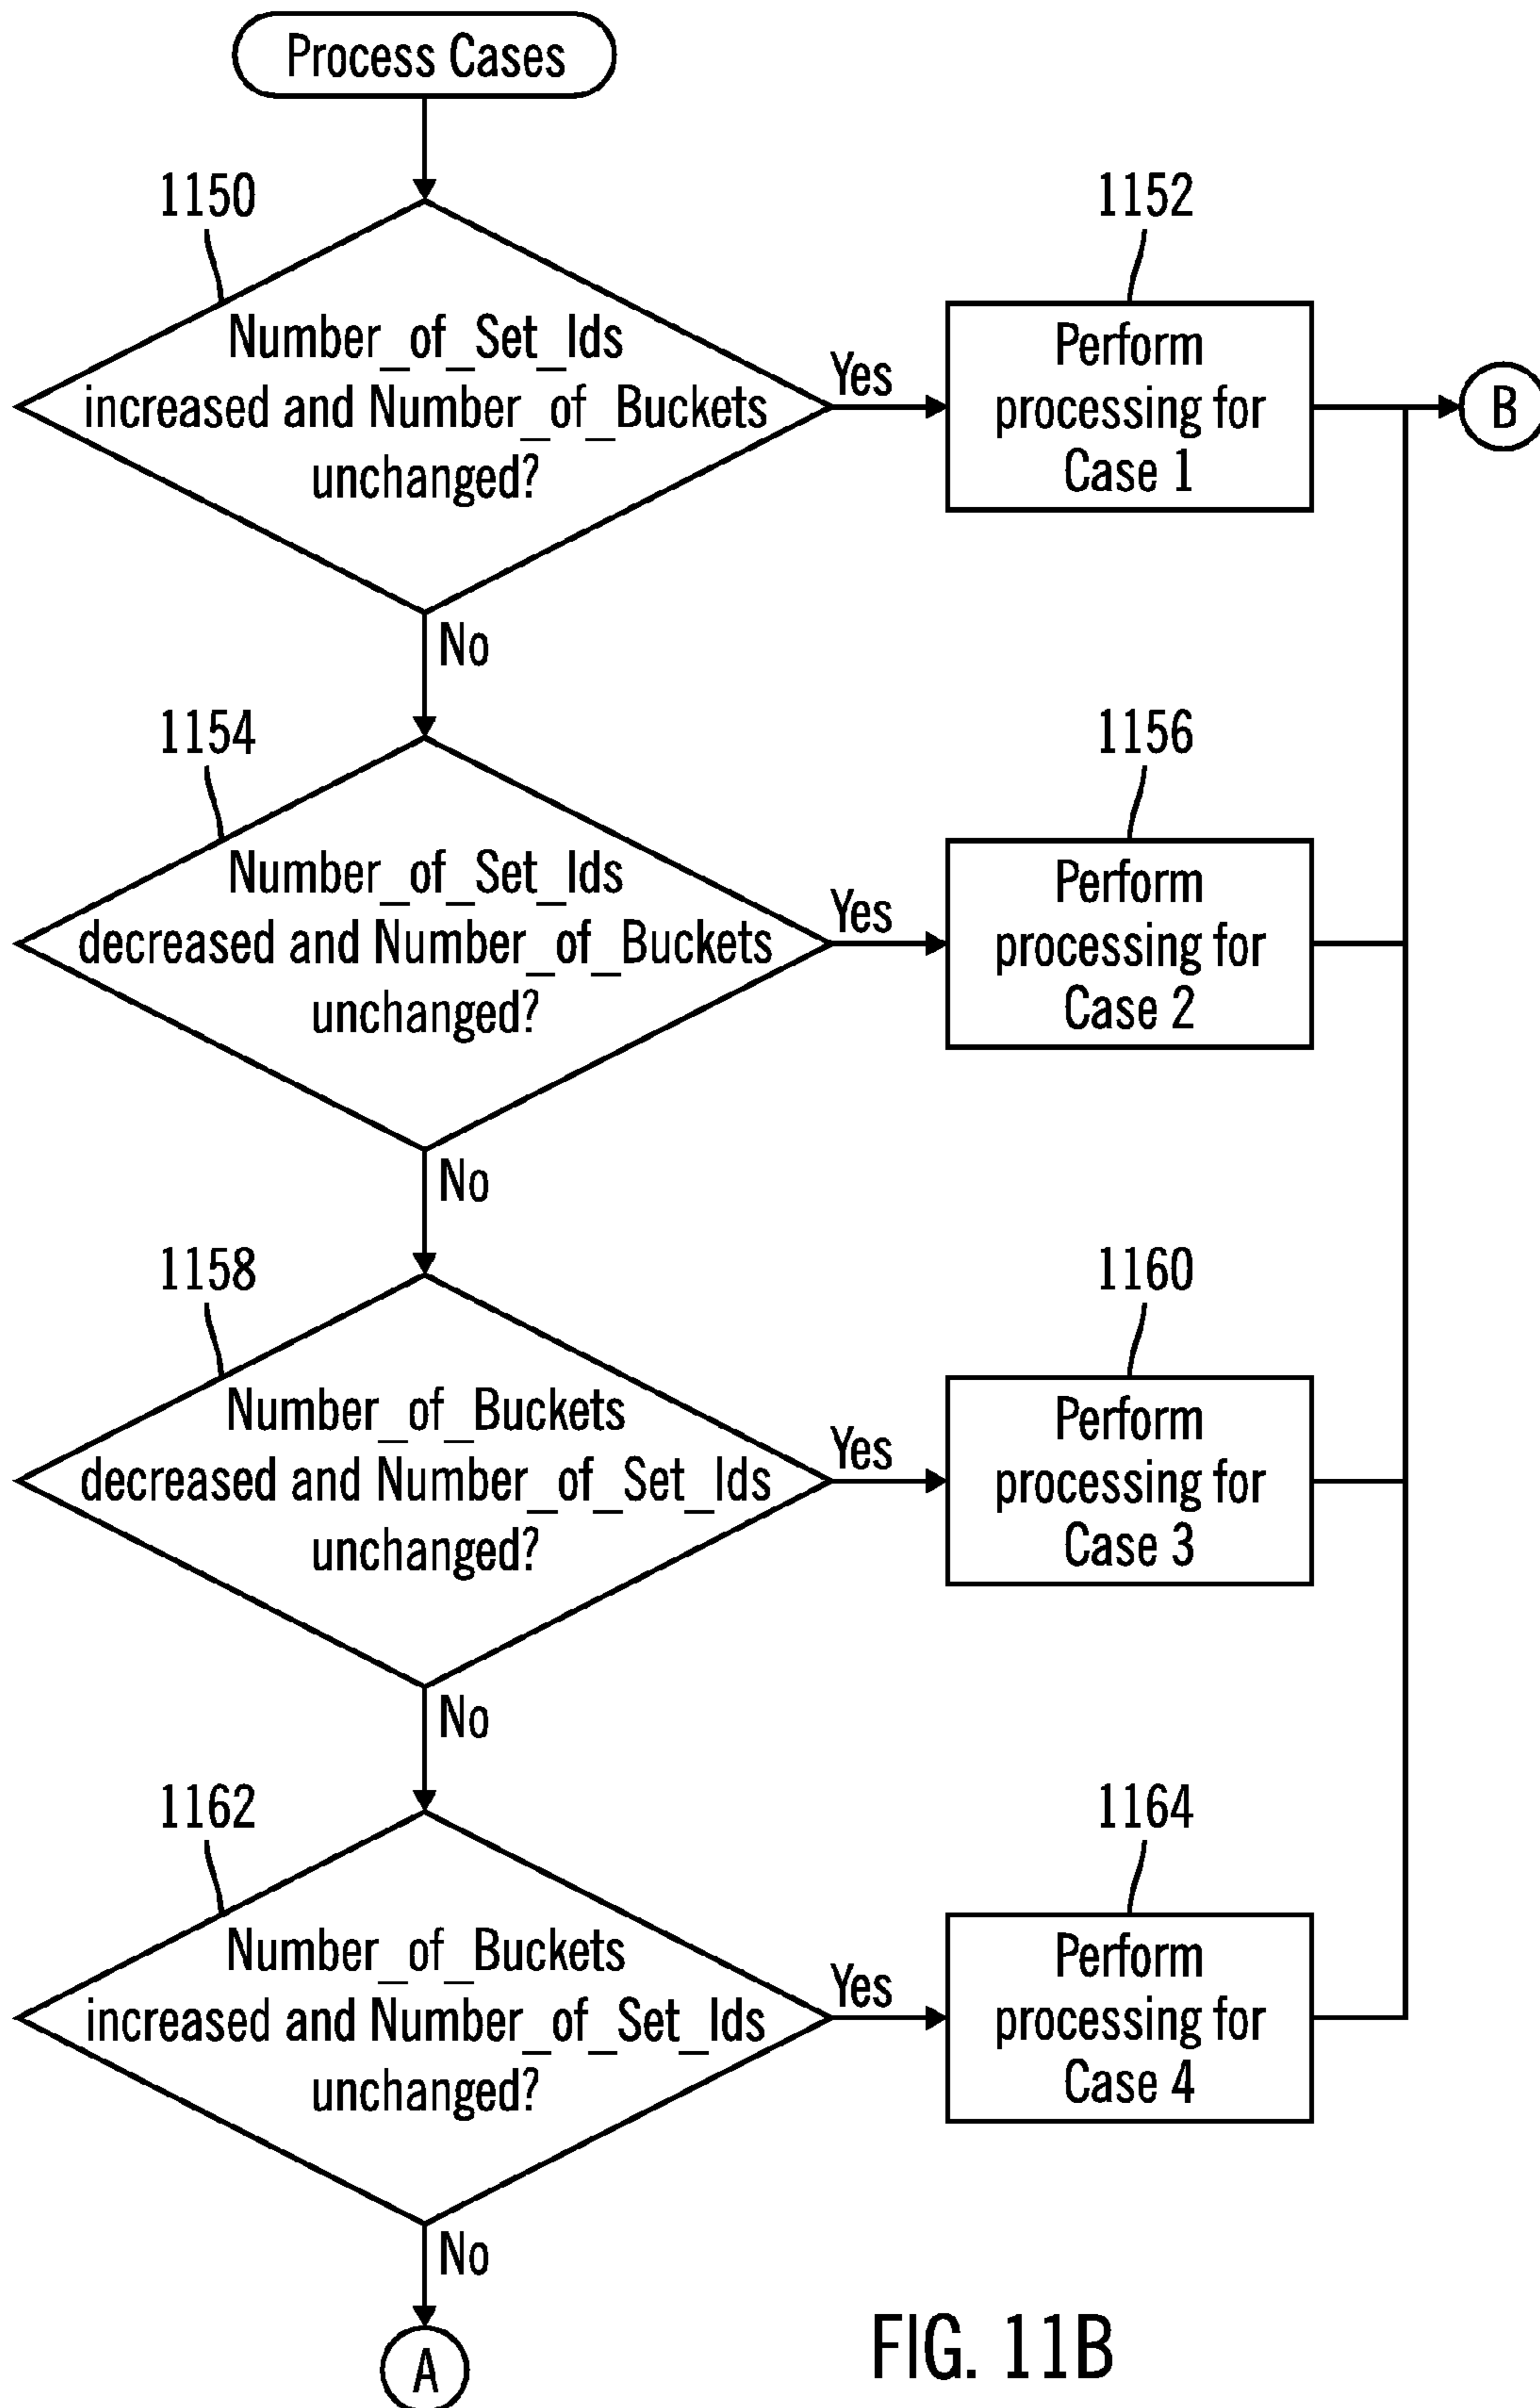 Process Cases
1150
1152
Number_of_Set_Ids
increased and Number_of_Buckets
unchanged?
Yes
Perform
processing for
Case 1
B
No
1154
1156
Number_of_Set_Ids
decreased and Number_of_Buckets
unchanged?
Yes
Perform
processing for
Case 2
No
1158
1160
Number_of_Buckets
decreased and Number_of_Set_Ids
unchanged?
Yes
Perform
processing for
Case 3
No
1162
1164
Number_of_Buckets
increased and Number_of_Set_Ids
unchanged?
Yes
Perform
processing for
Case 4
No
A
FIG. 11B